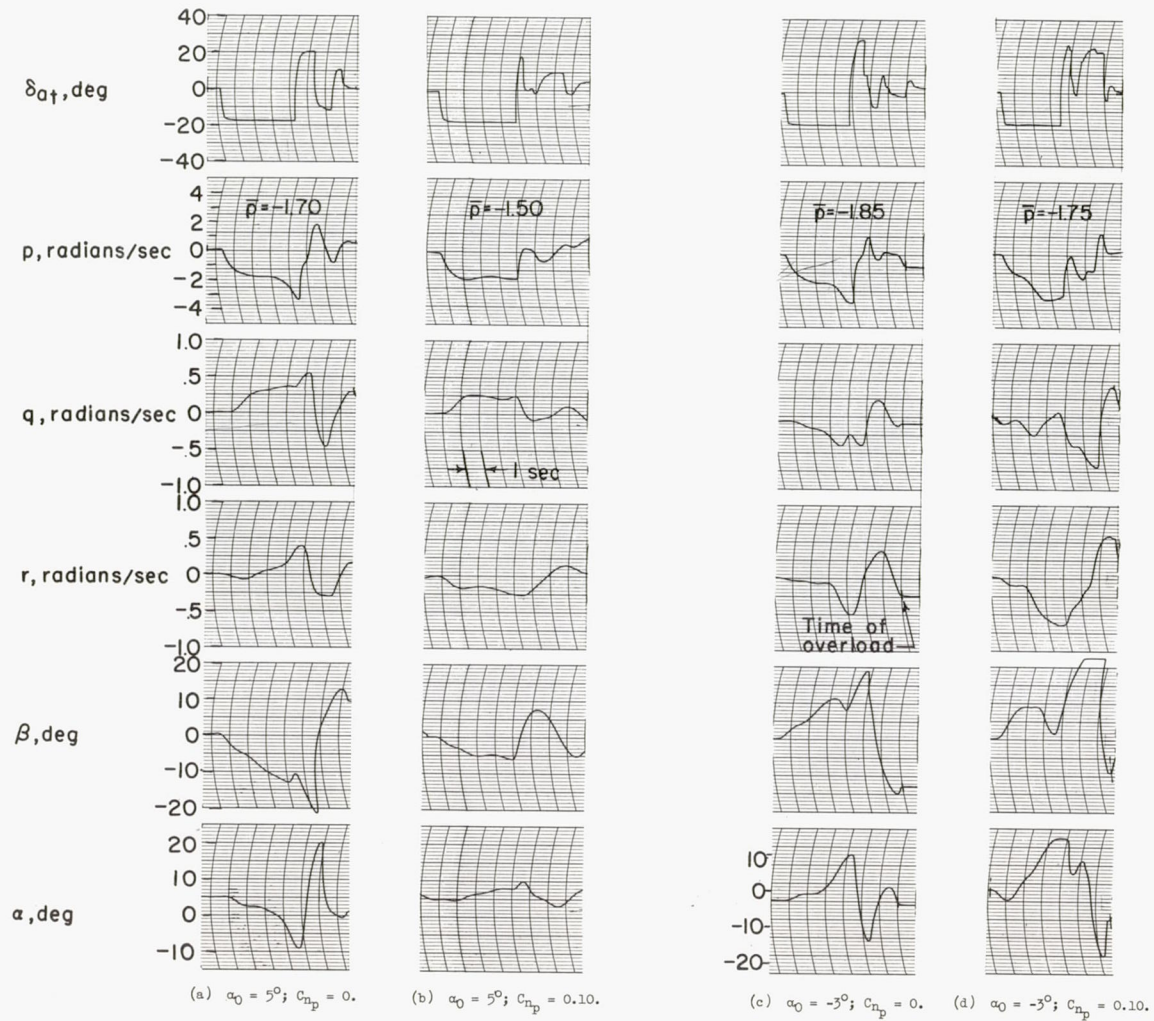 40
20
δat, deg
0
-20
-40
4
2
p, radians/sec
0
-2
-4
p̄=-1.70
p̄=-1.50
p̄=-1.85
p̄=-1.75
1.0
.5
q, radians/sec
0
-.5
-1.0
1 sec
1.0
.5
r, radians/sec
0
-.5
-1.0
Time of
overload
20
10
β, deg
0
-10
-20
20
10
α, deg
0
-10
10
0
-10
-20
(a) α0 = 5°; Cnp = 0.
(b) α0 = 5°; Cnp = 0.10.
(c) α0 = -3°; Cnp = 0.
(d) α0 = -3°; Cnp = 0.10.